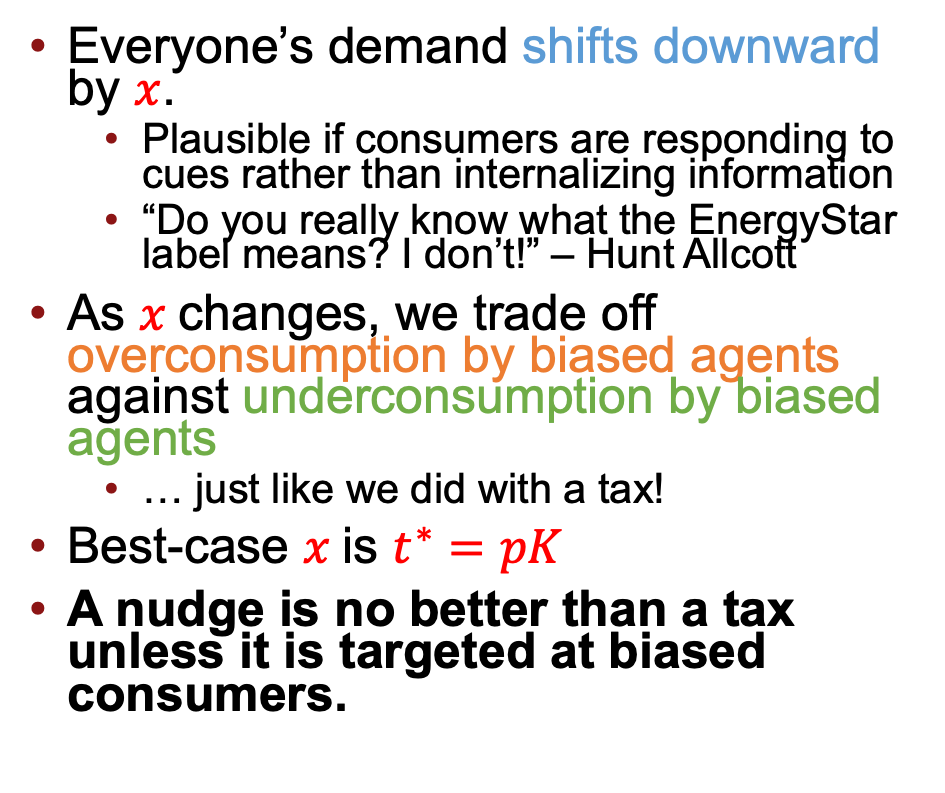 • Everyone’s demand shifts downward
by 𝑥.
• Plausible if consumers are responding to
cues rather than internalizing information
• “Do you really know what the EnergyStar
label means? I don’t!” – Hunt Allcott
• As 𝑥 changes, we trade off
overconsumption by biased agents
against underconsumption by biased
agents
• … just like we did with a tax!
• Best-case 𝑥 is 𝑡* = 𝑝𝐾
• A nudge is no better than a tax
unless it is targeted at biased
consumers.